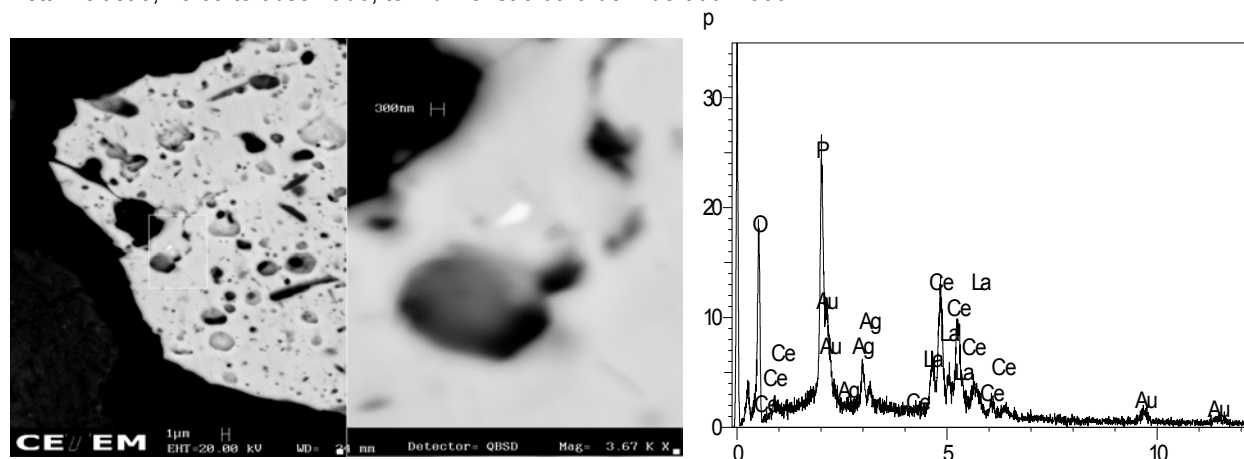 p
300nm
30
20
10
0
O
P
Au
Au
Ag
Ag
Ag
Ce
Ce
Ce
La
Ce
La
Ce
La
La
Ce
Ce
Ce
Au
Au
0 5 10
1µm
EHT=20.00 kV WD= mm Detector= QBSD Mag= 3.67 K X